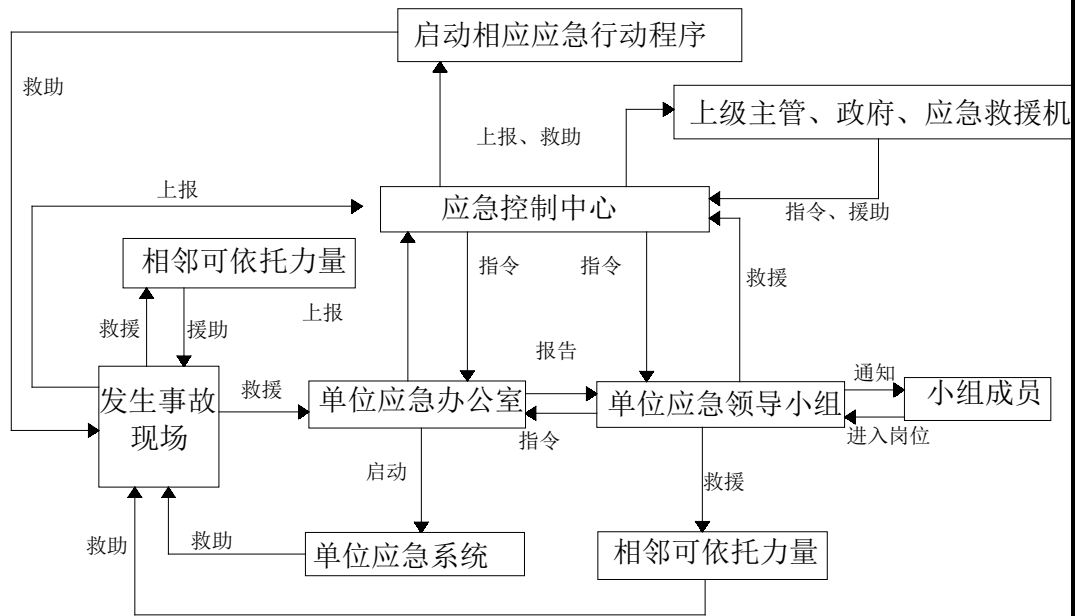 启动相应应急行动程序
救助
上级主管、政府、应急救援机
上报、救助
上报
应急控制中心
指令、援助
相邻可依托力量
指令
指令
救援
上报
救援
援助
报告
通知
发生事故
现场
救援
单位应急办公室
单位应急领导小组
小组成员
指令
进入岗位
启动
救援
救助
救助
单位应急系统
相邻可依托力量